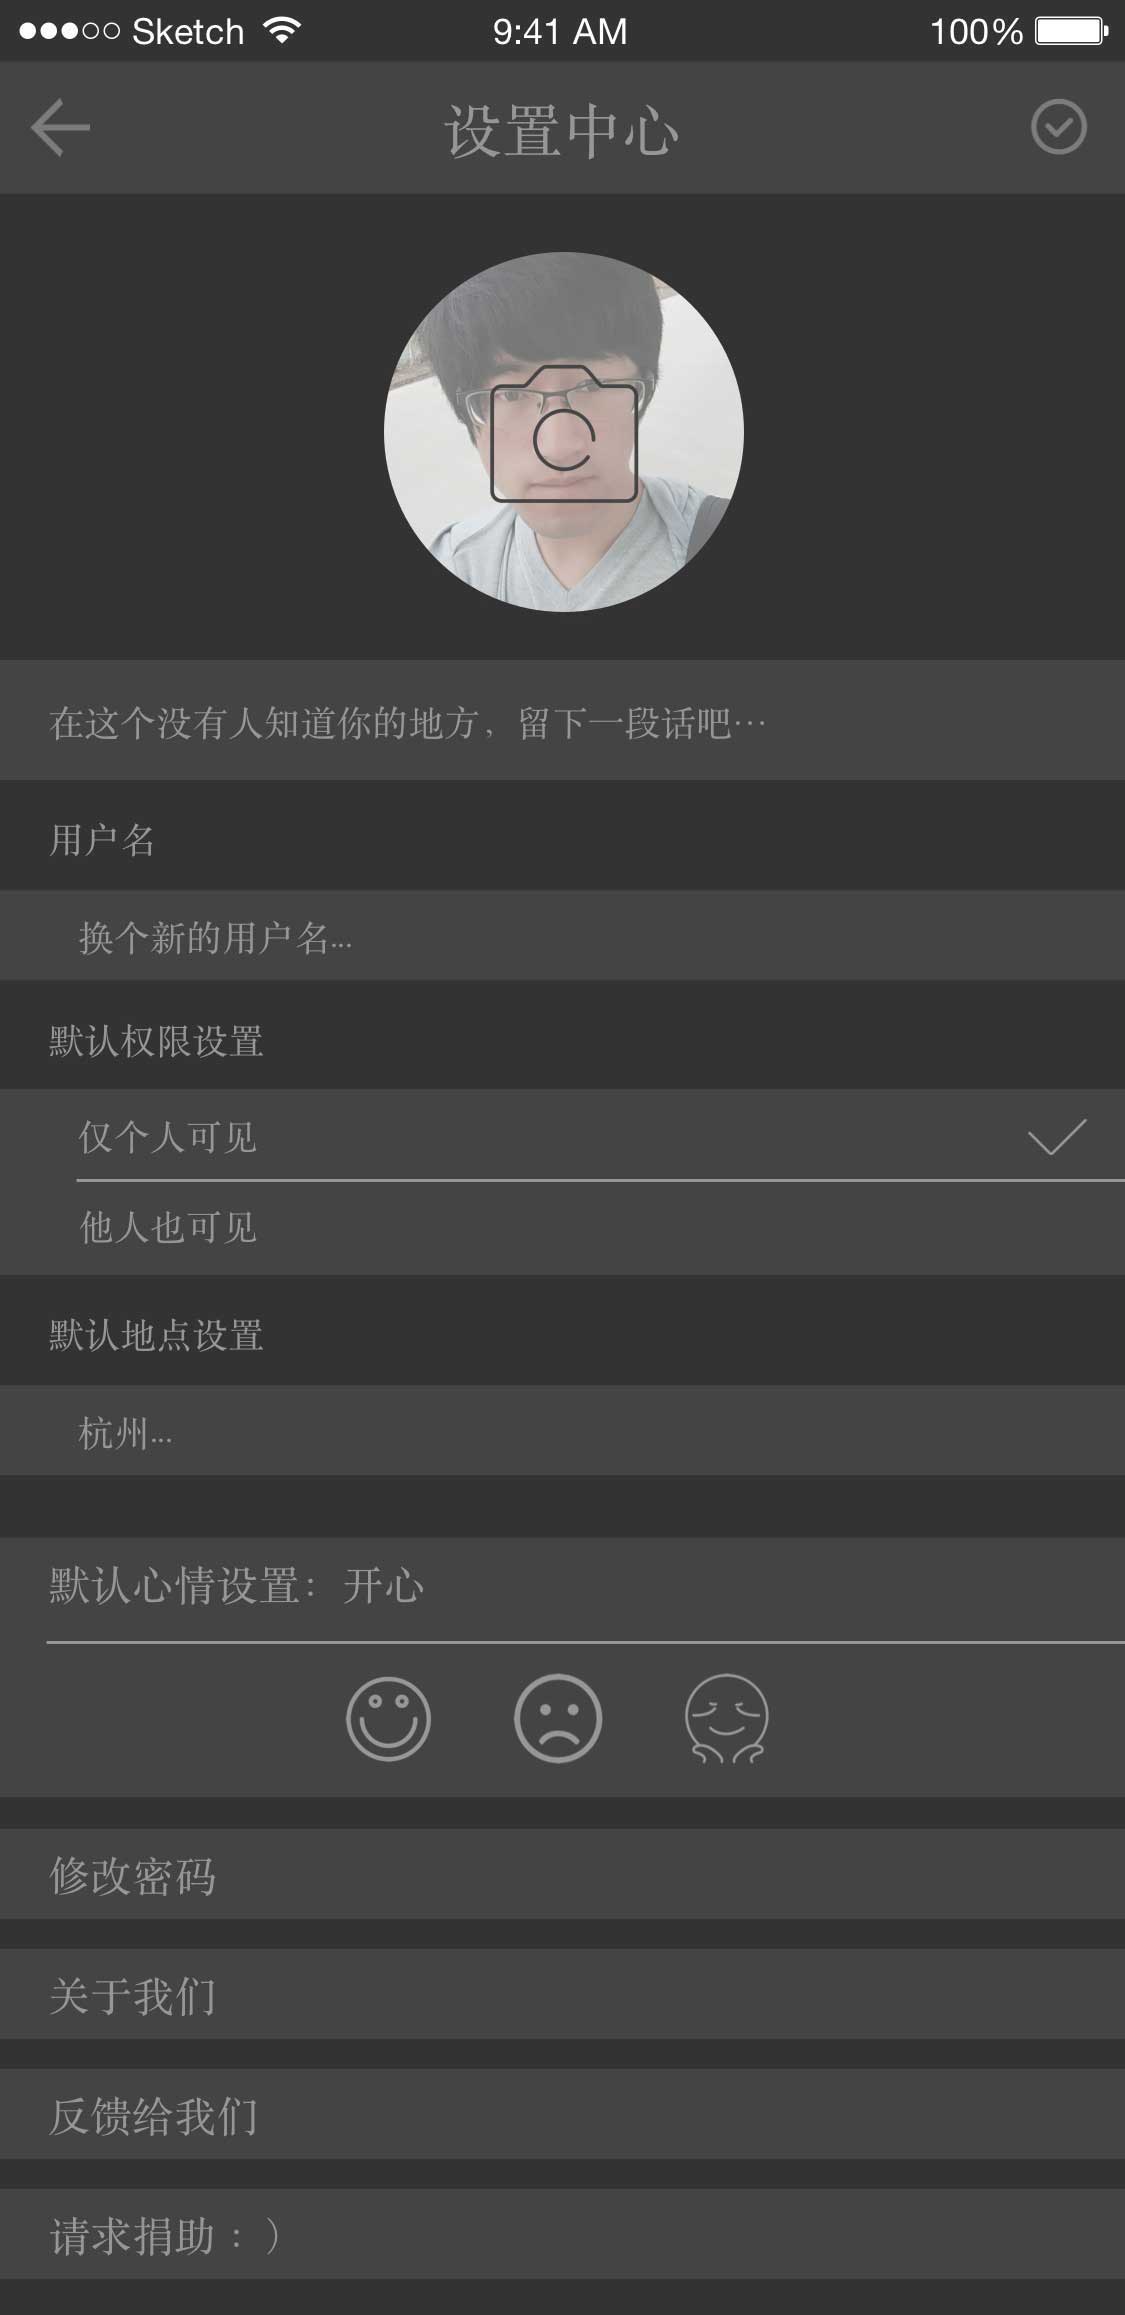 Sketch 9:41 AM 100%
设置中心
在这个没有人知道你的地方，留下一段话吧…
用户名
换个新的用户名...
默认权限设置
仅个人可见
他人也可见
默认地点设置
杭州...
默认心情设置：开心
修改密码
关于我们
反馈给我们
请求捐助：）